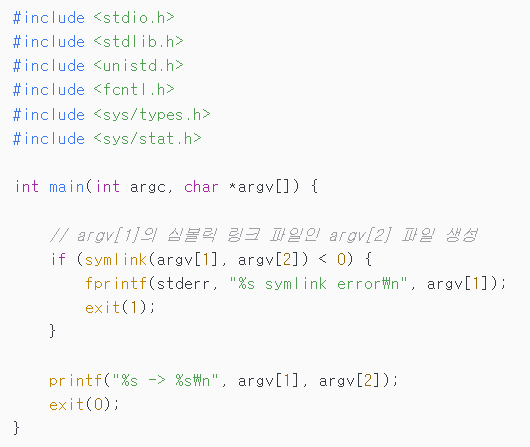 #include <stdio.h>
#include <stdlib.h>
#include <unistd.h>
#include <fcntl.h>
#include <sys/types.h>
#include <sys/stat.h>
int main(int argc, char *argv[]) {
// argv[1]의 심볼릭 링크 파일인 argv[2] 파일 생성
if (symlink(argv[1], argv[2]) < 0) {
fprintf(stderr, "%s symlink error₩n", argv[1]);
exit(1);
}
printf("%s -> %s₩n", argv[1], argv[2]);
exit(0);
}